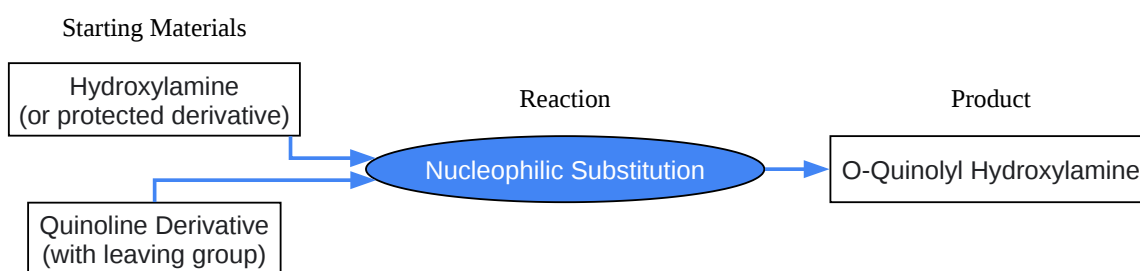 Starting Materials
Hydroxylamine
(or protected derivative)
Reaction
Product
Nucleophilic Substitution
O-Quinolyl Hydroxylamine
Quinoline Derivative
(with leaving group)